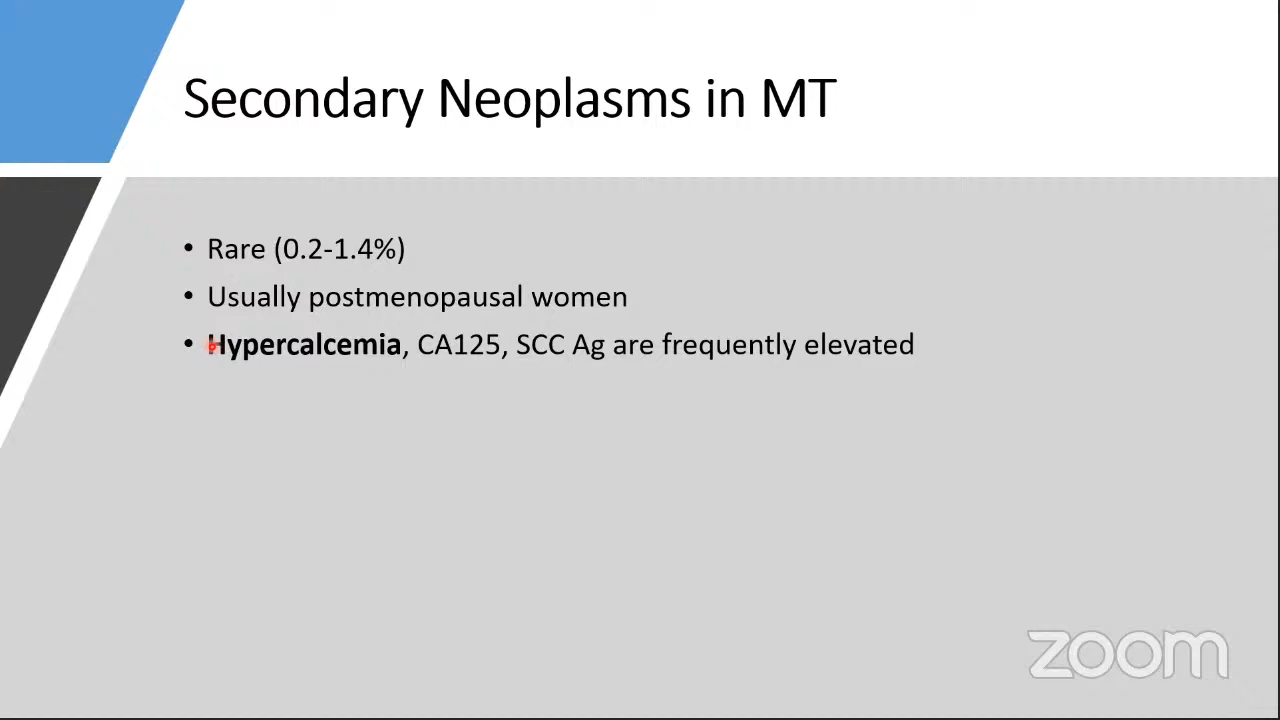 Secondary Neoplasms in MT
• Rare (0.2-1.4%)
• Usually postmenopausal women
• Hypercalcemia, CA125, SCC Ag are frequently elevated
zoom